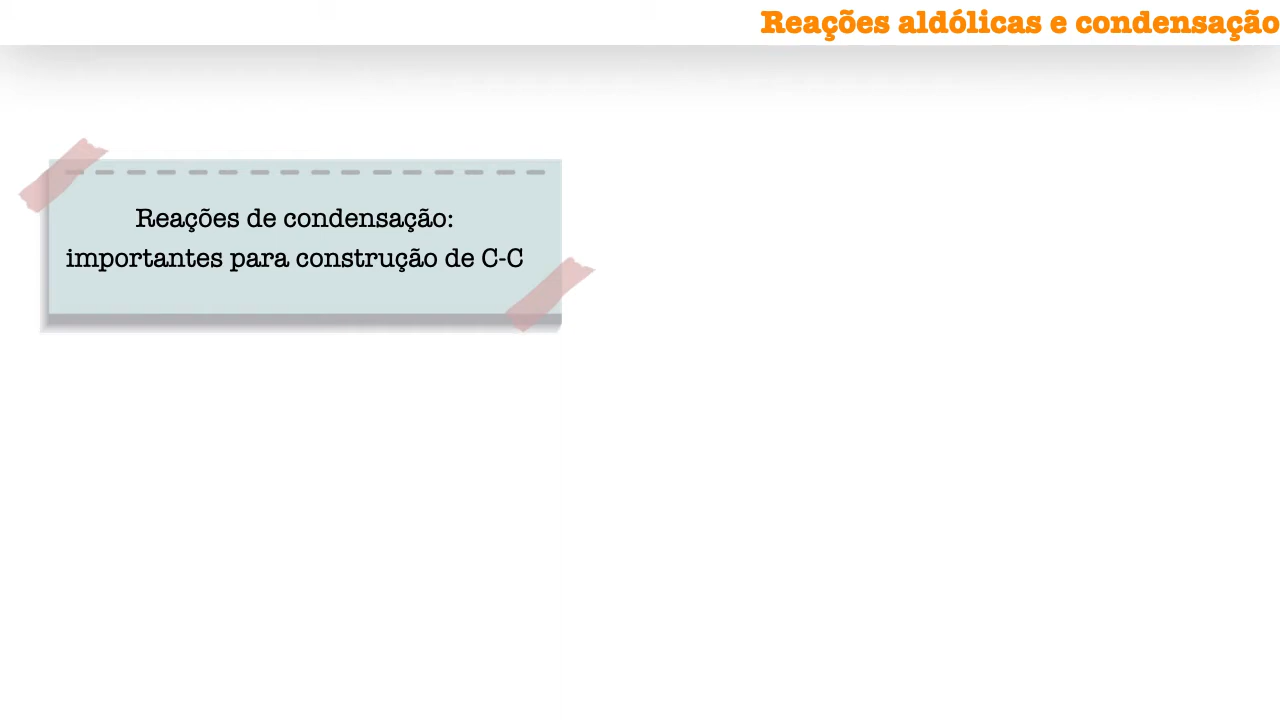 Reações aldólicas e condensação
Reações de condensação:
importantes para construção de C-C